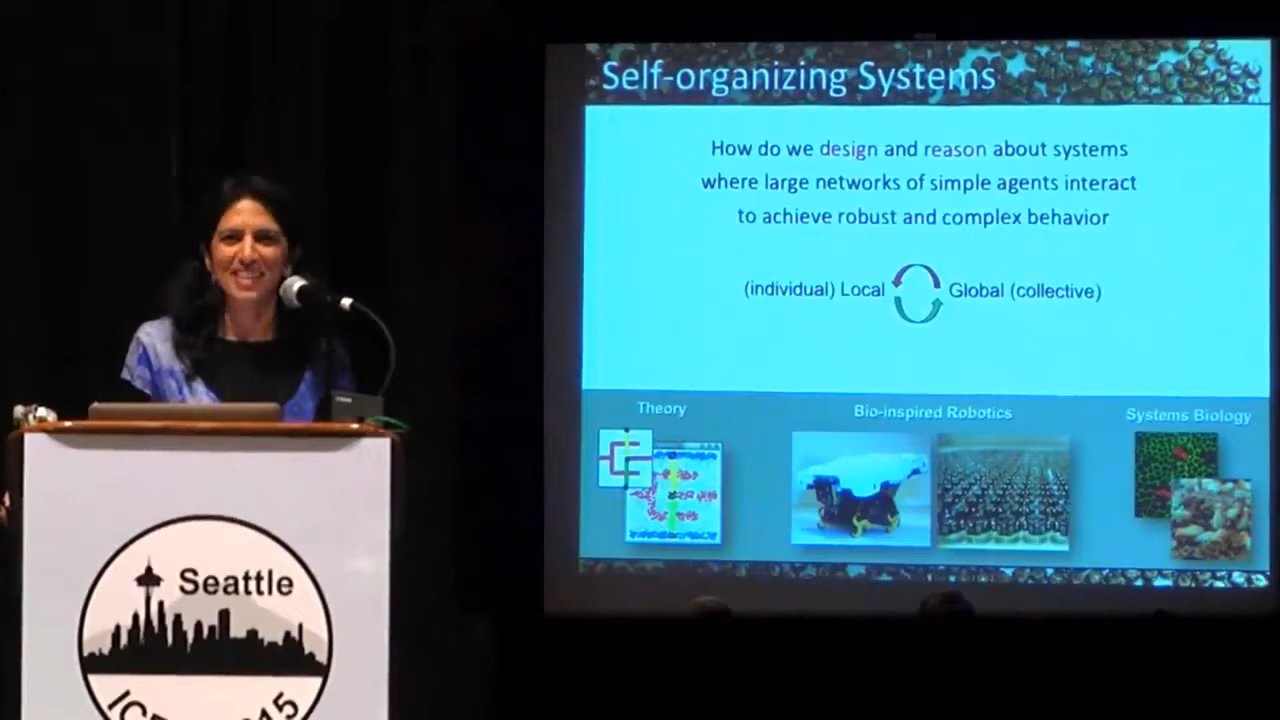 Self-organizing Systems
How do we design and reason about systems
where large networks of simple agents interact
to achieve robust and complex behavior
(individual) Local
Global (collective)
Theory
Bio-inspired Robotics
Systems Biology
Seattle